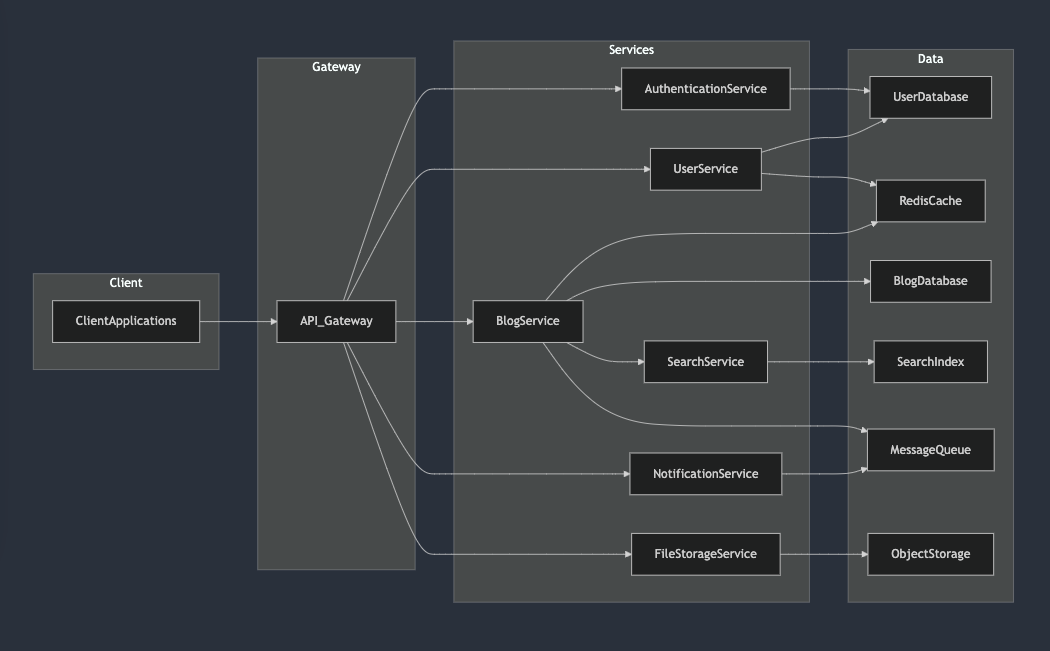 Client
ClientApplications
Gateway
API_Gateway
Services
AuthenticationService
UserService
BlogService
SearchService
NotificationService
FileStorageService
Data
UserDatabase
RedisCache
BlogDatabase
SearchIndex
MessageQueue
ObjectStorage